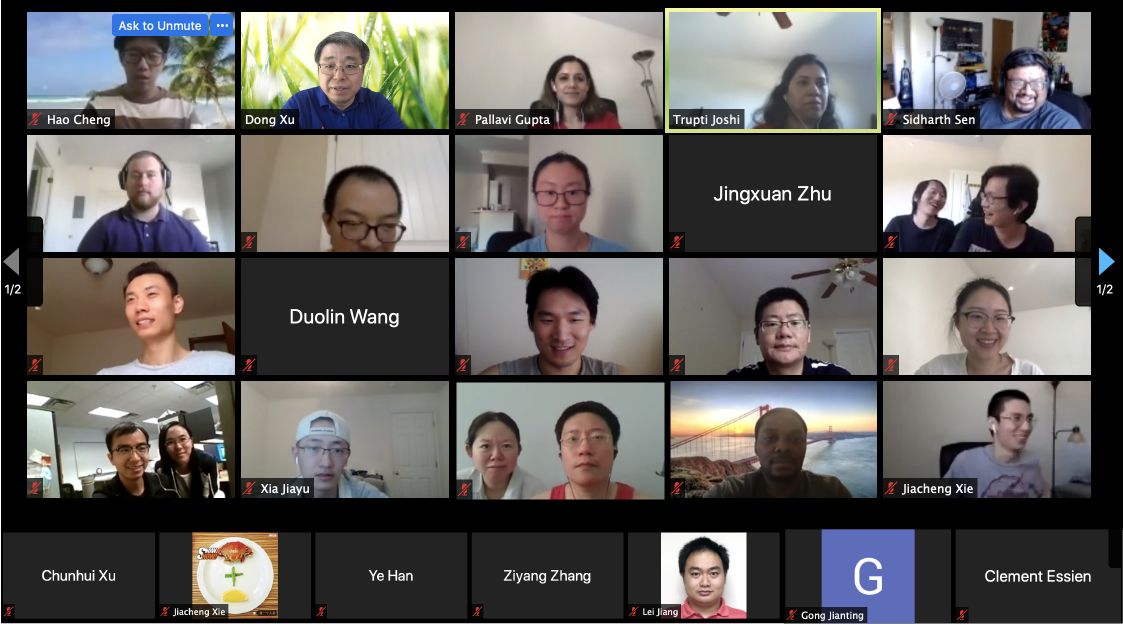 Ask to Unmute ...
Hao Cheng
Dong Xu
Pallavi Gupta
Trupti Joshi
Sidharth Sen
Jingxuan Zhu
1/2
1/2
Duolin Wang
Xia Jiayu
Jiacheng Xie
Chunhui Xu
Jiacheng Xie
Ye Han
Ziyang Zhang
Lei Jiang
G
Gong Jianting
Clement Essien